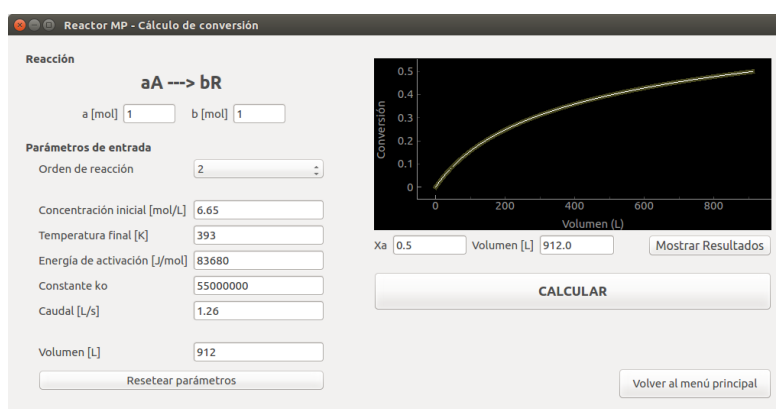 Reactor MP - Cálculo de conversión
Reacción
aA ---> bR
a [mol] 1 b [mol] 1
Parámetros de entrada
Orden de reacción 2
Concentración inicial [mol/L] 6.65
Temperatura final [K] 393
Energía de activación [J/mol] 83680
Constante ko 55000000
Caudal [L/s] 1.26
Volumen [L] 912
Resetear parámetros
Conversión
0.5
0.4
0.3
0.2
0.1
0
0 200 400 600 800
Volumen (L)
Xa 0.5 Volumen [L] 912.0 Mostrar Resultados
CALCULAR
Volver al menú principal